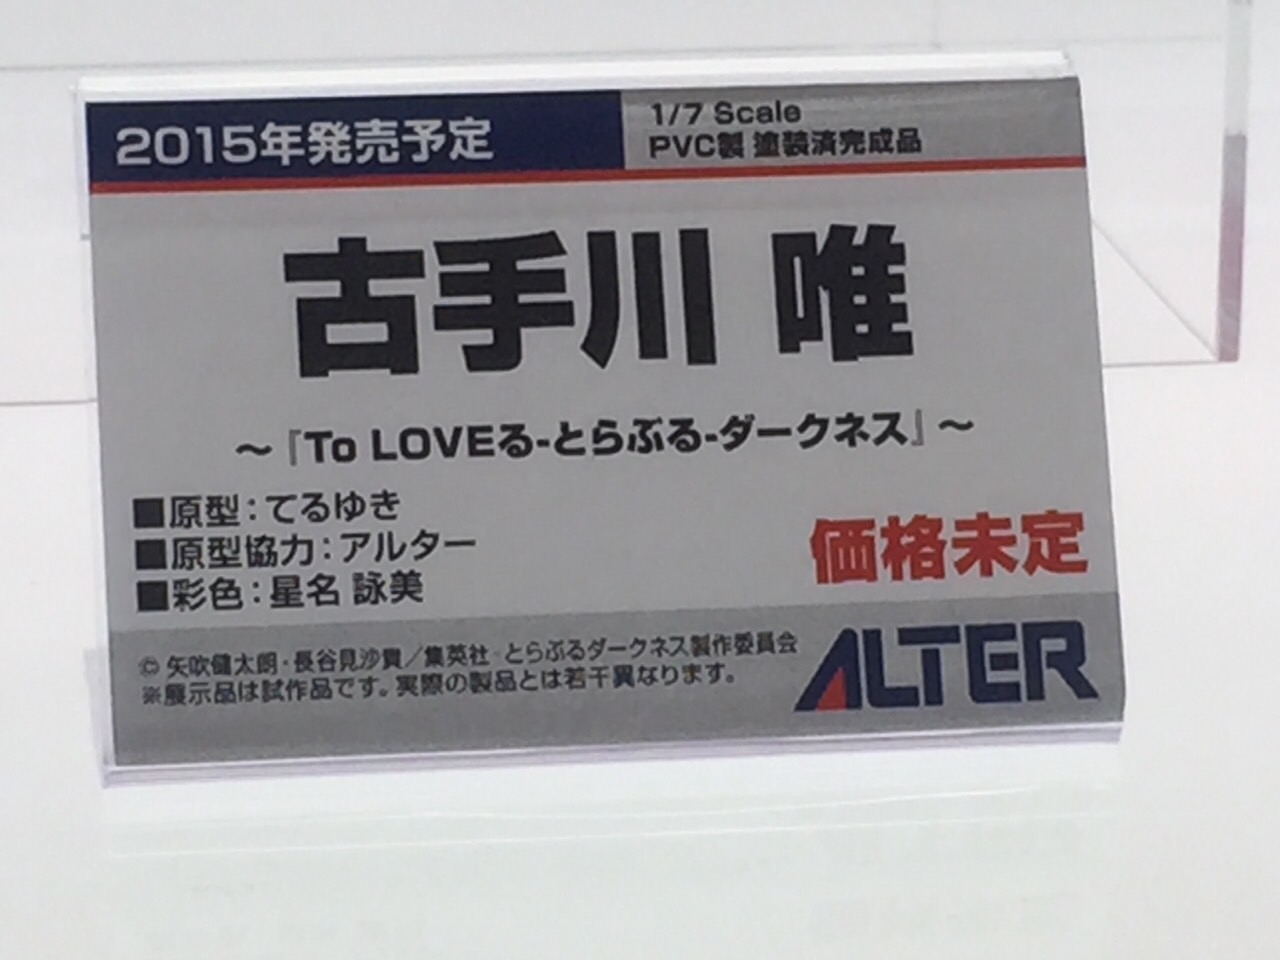 2015年発売予定
1/7 Scale
PVC製 塗装済完成品
古手川 唯
～『To LOVEる-とらぶる-ダークネス』～
■原型：てるゆき
■原型協力：アルター
■彩色：星名 詠美
価格未定
© 矢吹健太朗・長谷見沙貴／集英社・とらぶるダークネス製作委員会
※展示品は試作品です。実際の製品とは若干異なります。
ALTER